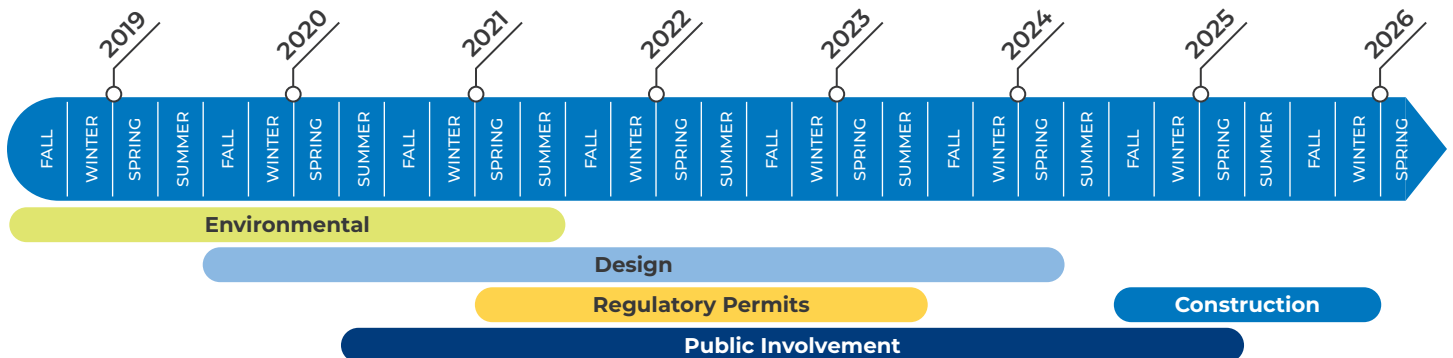 2019 2020 2021 2022 2023 2024 2025 2026
FALL WINTER SPRING SUMMER FALL WINTER SPRING SUMMER FALL WINTER SPRING SUMMER FALL WINTER SPRING SUMMER FALL WINTER SPRING SUMMER FALL WINTER SPRING SUMMER FALL WINTER SPRING SUMMER FALL WINTER SPRING
Environmental
Design
Regulatory Permits Construction
Public Involvement